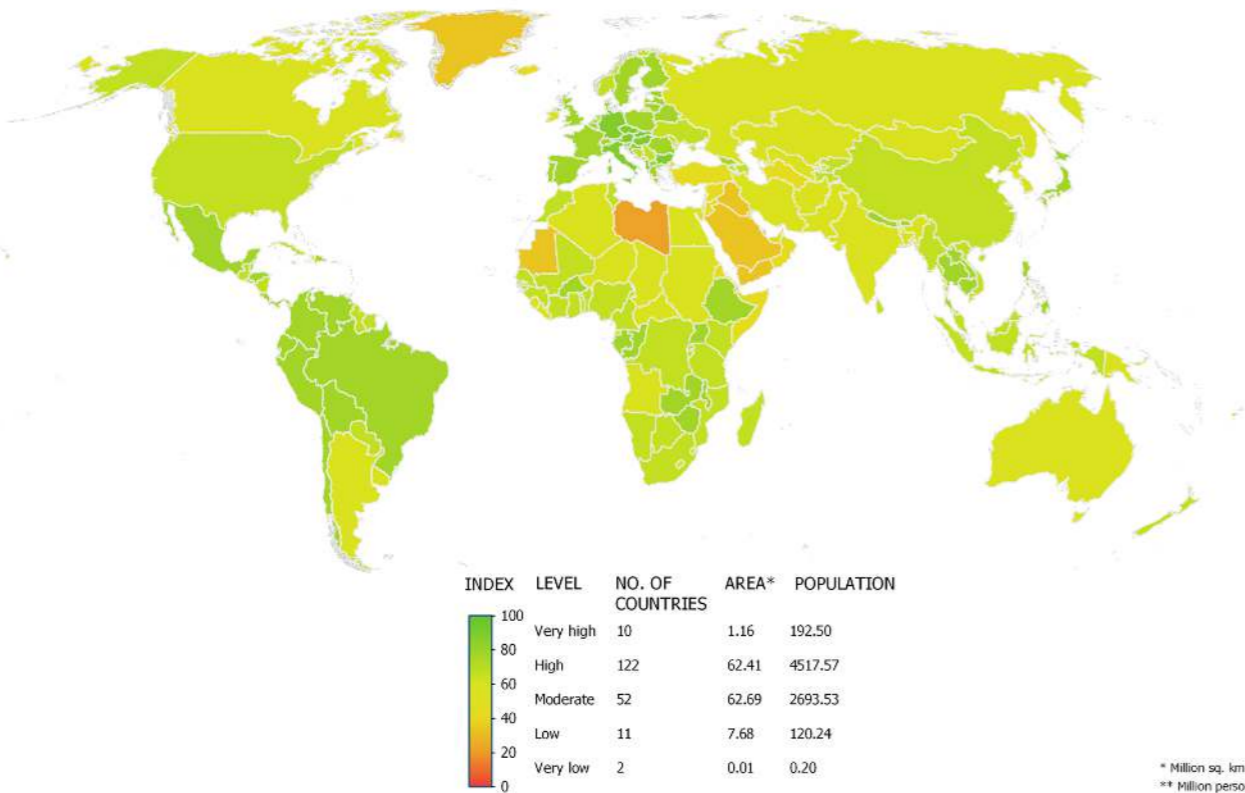 INDEX LEVEL NO. OF COUNTRIES AREA* POPULATION
100
Very high 10 1.16 192.50
80
High 122 62.41 4517.57
60
Moderate 52 62.69 2693.53
40
Low 11 7.68 120.24
20
Very low 2 0.01 0.20
0
* Million sq. km
** Million perso